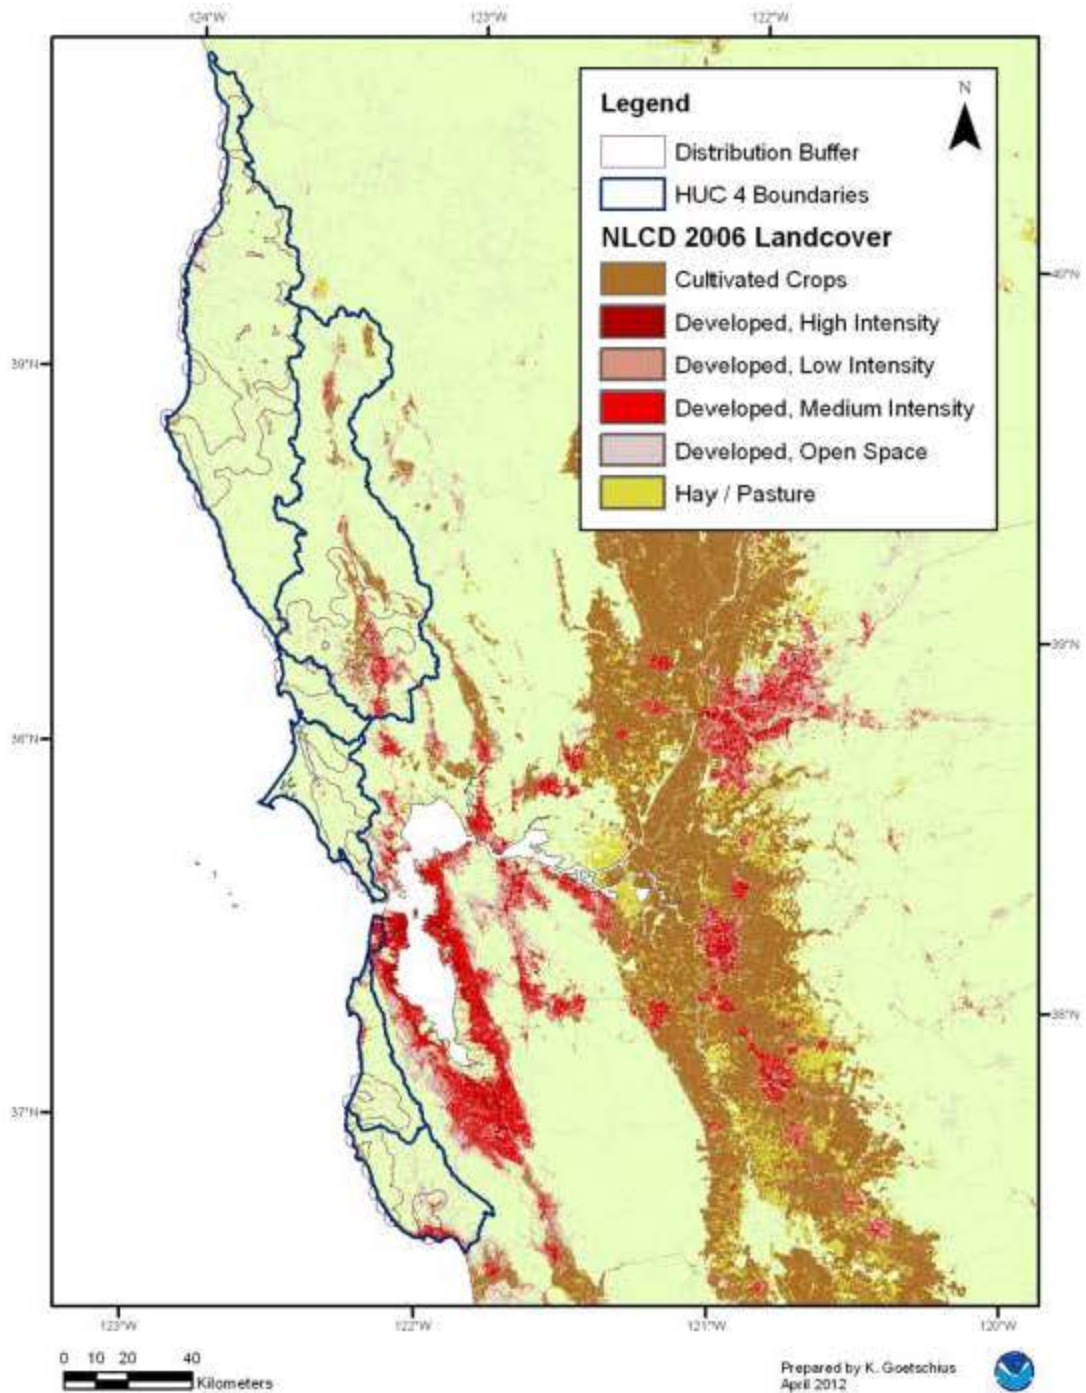 124°W 123°W 122°W
Legend
N
Distribution Buffer
HUC 4 Boundaries
NLCD 2006 Landcover
Cultivated Crops
Developed, High Intensity
Developed, Low Intensity
Developed, Medium Intensity
Developed, Open Space
Hay / Pasture
40°N
39°N
39°N
38°N
38°N
37°N
123°W 122°W 121°W 120°W
0 10 20 40
Kilometers
Prepared by K. Goetschius
April 2012